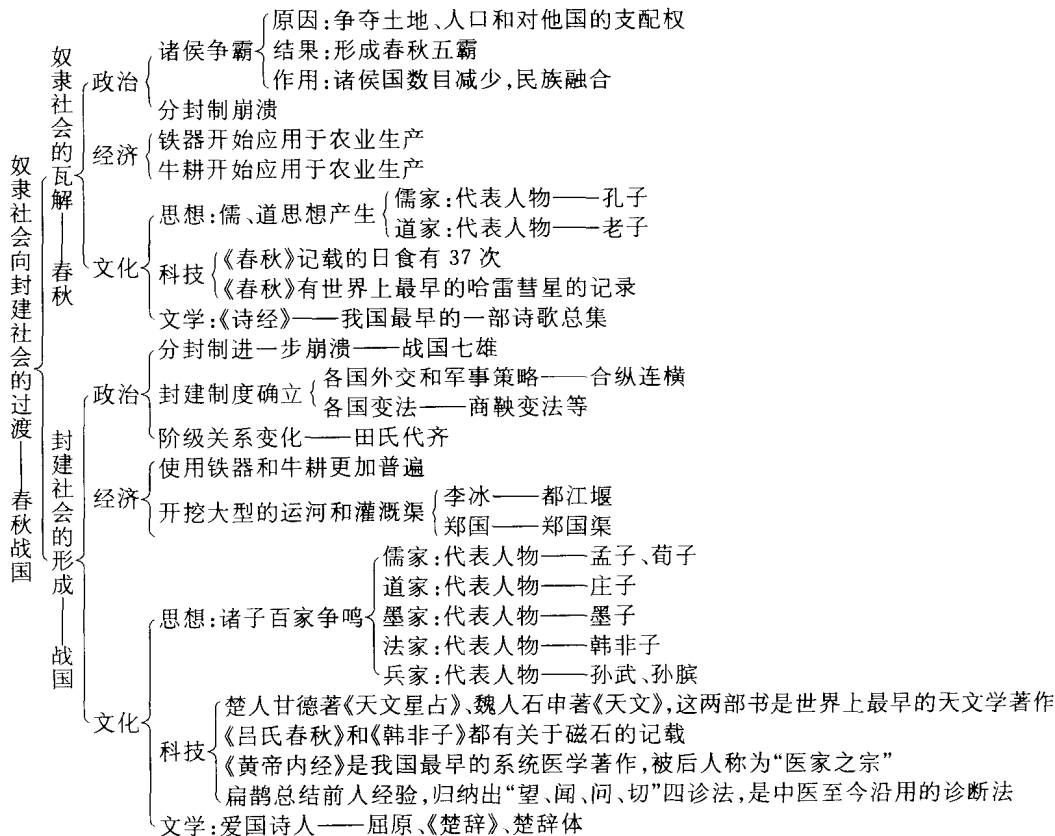 奴隶社会向封建社会的过渡——春秋战国
奴隶社会的瓦解——春秋
政治
诸侯争霸
原因:争夺土地、人口和对他国的支配权
结果:形成春秋五霸
作用:诸侯国数目减少,民族融合
分封制崩溃
经济
铁器开始应用于农业生产
牛耕开始应用于农业生产
文化
思想:儒、道思想产生
儒家:代表人物——孔子
道家:代表人物——老子
科技
《春秋》记载的日食有 37 次
《春秋》有世界上最早的哈雷彗星的记录
文学:《诗经》——我国最早的一部诗歌总集
封建社会的形成——战国
政治
分封制进一步崩溃——战国七雄
封建制度确立
各国外交和军事策略——合纵连横
各国变法——商鞅变法等
阶级关系变化——田氏代齐
经济
使用铁器和牛耕更加普遍
开挖大型的运河和灌溉渠
李冰——都江堰
郑国——郑国渠
文化
思想:诸子百家争鸣
儒家:代表人物——孟子、荀子
道家:代表人物——庄子
墨家:代表人物——墨子
法家:代表人物——韩非子
兵家:代表人物——孙武、孙膑
科技
楚人甘德著《天文星占》、魏人石申著《天文》,这两部书是世界上最早的天文学著作
《吕氏春秋》和《韩非子》都有关于磁石的记载
《黄帝内经》是我国最早的系统医学著作,被后人称为“医家之宗”
扁鹊总结前人经验,归纳出“望、闻、问、切”四诊法,是中医至今沿用的诊断法
文学:爱国诗人——屈原、《楚辞》、楚辞体